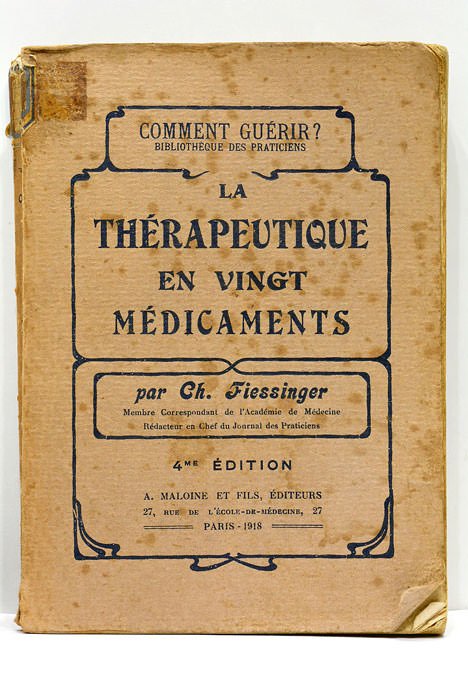 COMMENT GUÉRIR?
BIBLIOTHÈQUE DES PRATICIENS
LA
THÉRAPEUTIQUE
EN VINGT
MÉDICAMENTS
par Ch. Fiessinger
Membre Correspondant de l'Académie de Médecine
Rédacteur en Chef du Journal des Praticiens
4ME ÉDITION
A. MALOINE ET FILS, ÉDITEURS
27, RUE DE L'ÉCOLE-DE-MÉDECINE, 27
PARIS - 1918